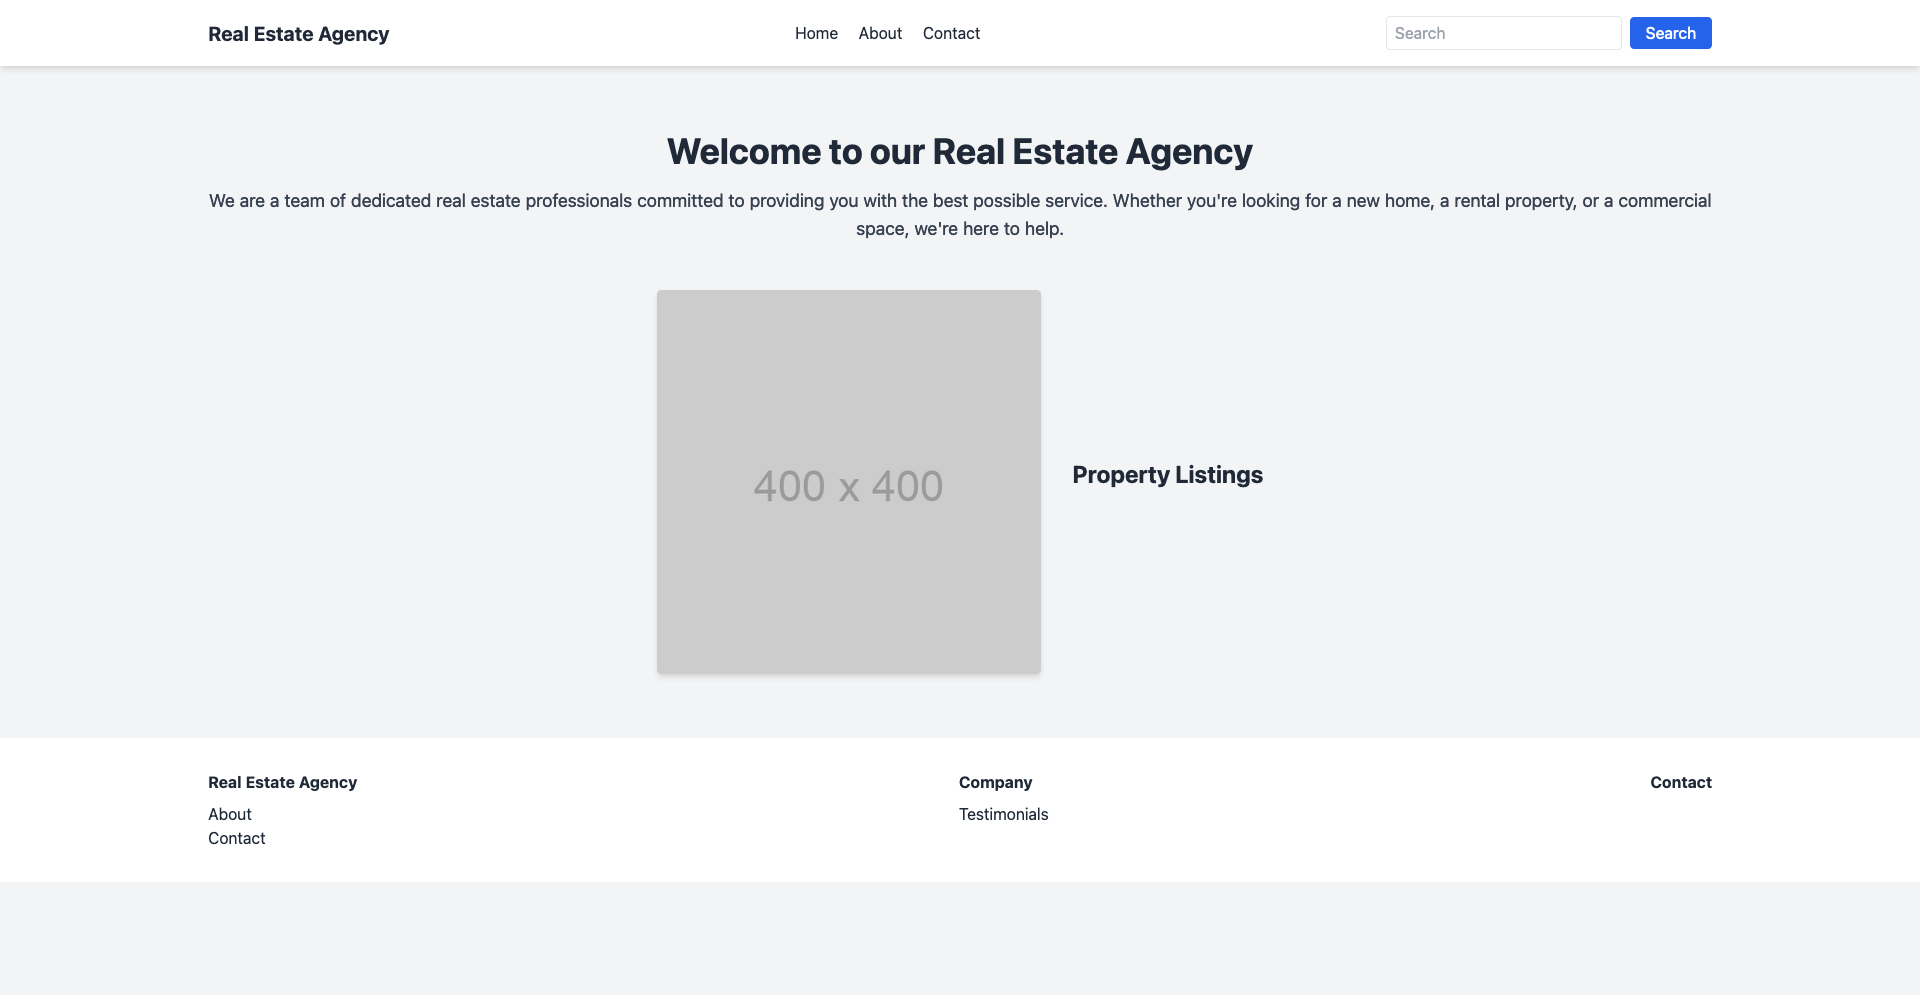 Real Estate Agency
Home About Contact
Search
Search
Welcome to our Real Estate Agency
We are a team of dedicated real estate professionals committed to providing you with the best possible service. Whether you're looking for a new home, a rental property, or a commercial
space, we're here to help.
400 x 400
Property Listings
Real Estate Agency
About
Contact
Company
Testimonials
Contact